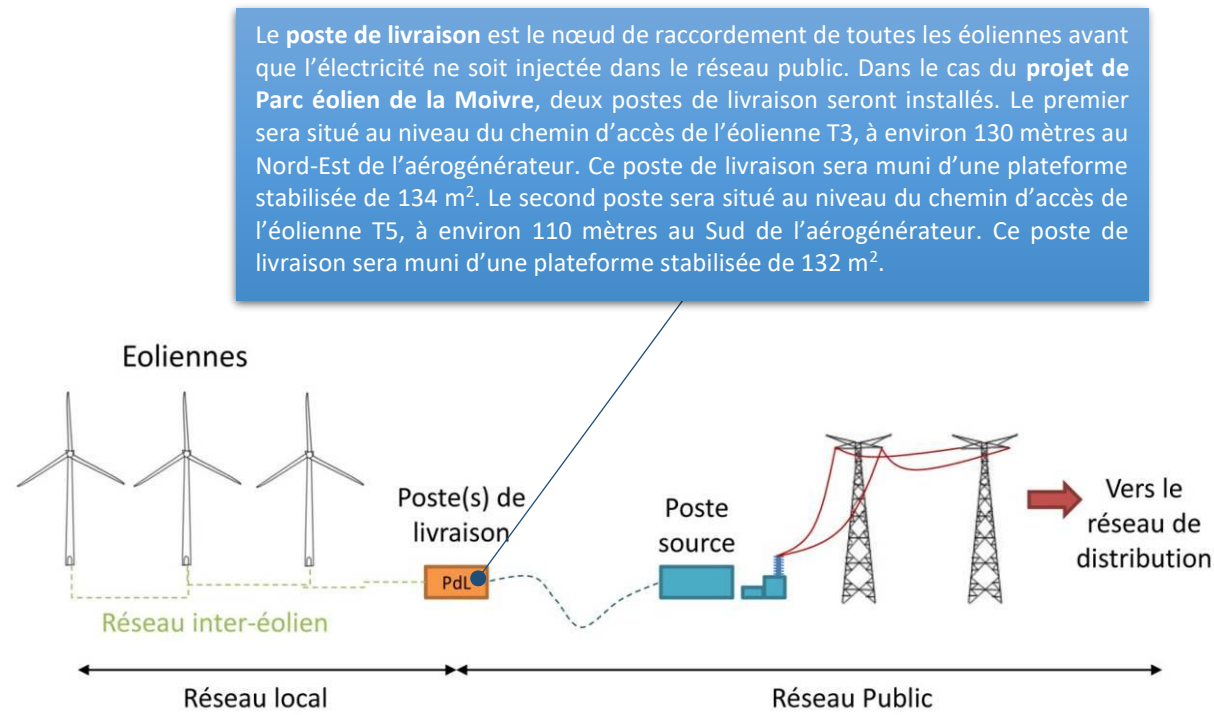 Le poste de livraison est le nœud de raccordement de toutes les éoliennes avant
que l’électricité ne soit injectée dans le réseau public. Dans le cas du projet de
Parc éolien de la Moivre, deux postes de livraison seront installés. Le premier
sera situé au niveau du chemin d’accès de l’éolienne T3, à environ 130 mètres au
Nord-Est de l’aérogénérateur. Ce poste de livraison sera muni d’une plateforme
stabilisée de 134 m². Le second poste sera situé au niveau du chemin d’accès de
l’éolienne T5, à environ 110 mètres au Sud de l’aérogénérateur. Ce poste de
livraison sera muni d’une plateforme stabilisée de 132 m².
Eoliennes
Poste(s) de
livraison
PdL
Poste
source
Vers le
réseau de
distribution
Réseau inter-éolien
Réseau local
Réseau Public